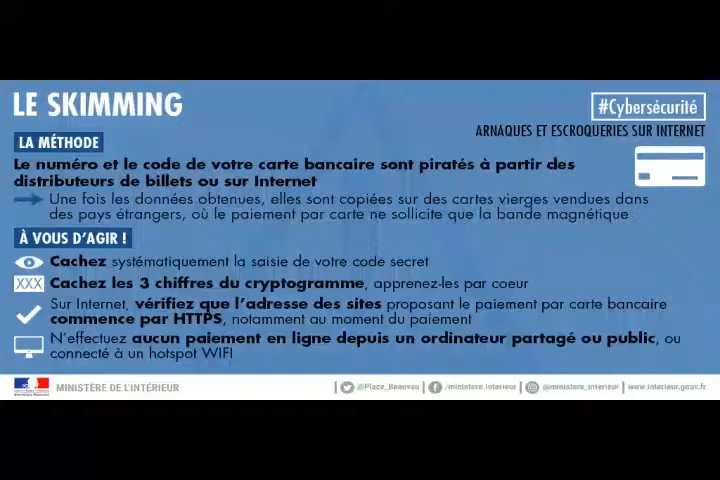 LE SKIMMING
#Cybersécurité
ARNAQUES ET ESCROQUERIES SUR INTERNET
LA MÉTHODE
Le numéro et le code de votre carte bancaire sont piratés à partir des
distributeurs de billets ou sur Internet
Une fois les données obtenues, elles sont copiées sur des cartes vierges vendues dans
des pays étrangers, où le paiement par carte ne sollicite que la bande magnétique
À VOUS D'AGIR !
Cachez systématiquement la saisie de votre code secret
XXX Cachez les 3 chiffres du cryptogramme, apprenez-les par coeur
Sur Internet, vérifiez que l'adresse des sites proposant le paiement par carte bancaire
commence par HTTPS, notamment au moment du paiement
N'effectuez aucun paiement en ligne depuis un ordinateur partagé ou public, ou
connecté à un hotspot WIFI
MINISTÈRE DE L'INTÉRIEUR
@Place_Beauvau
/ministere.interieur
@ministere_interieur
www.interieur.gouv.fr